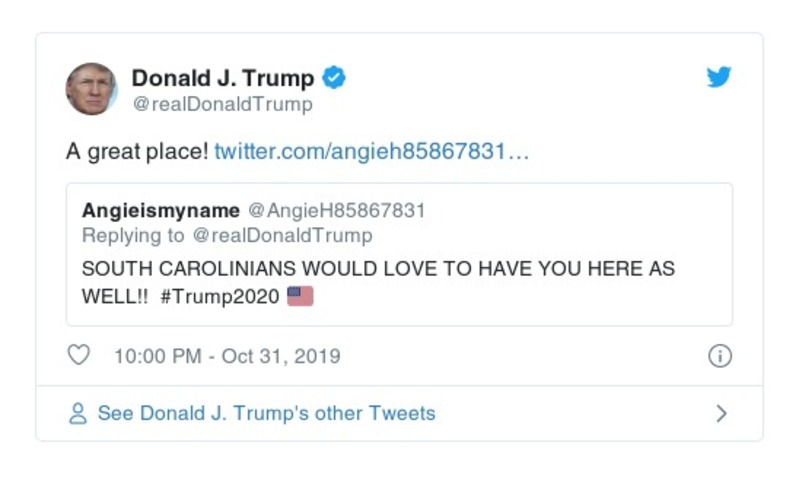 Donald J. Trump
@realDonaldTrump
A great place! twitter.com/angieh85867831…
Angieismyname @AngieH85867831
Replying to @realDonaldTrump
SOUTH CAROLINIANS WOULD LOVE TO HAVE YOU HERE AS
WELL!! #Trump2020 🇺🇸
10:00 PM - Oct 31, 2019
See Donald J. Trump's other Tweets